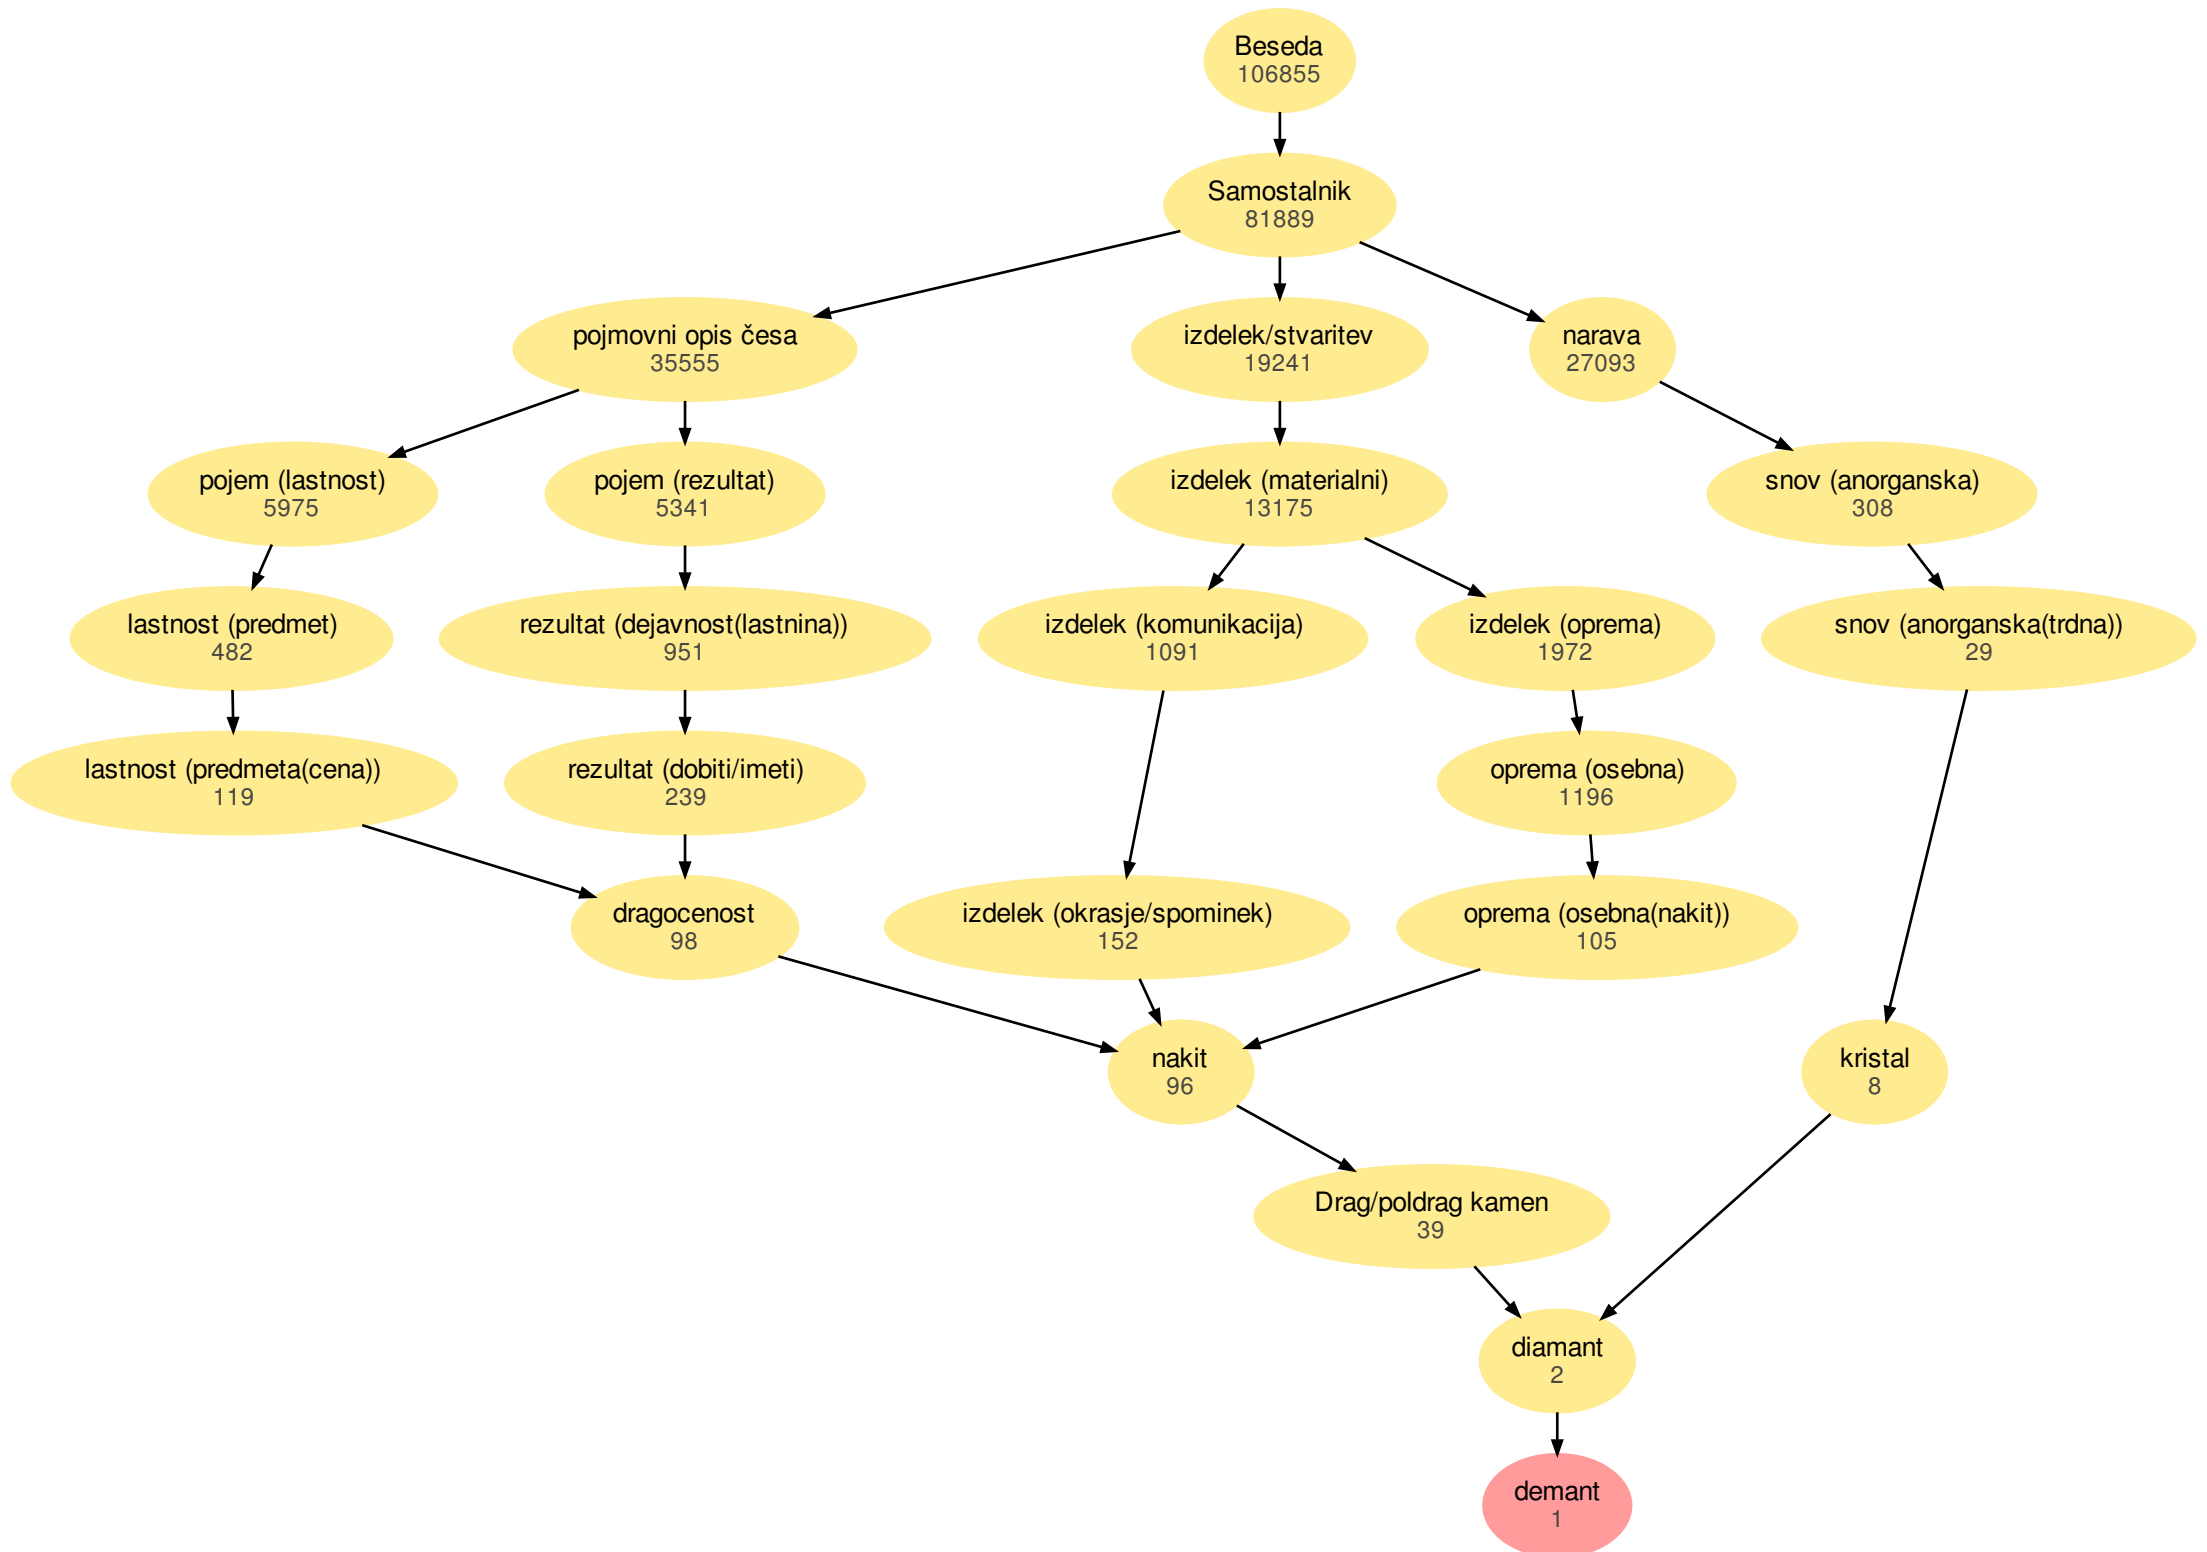 Beseda
106855
Samostalnik
81889
pojmovni opis česa
35555
izdelek/stvaritev
19241
narava
27093
pojem (lastnost)
5975
pojem (rezultat)
5341
izdelek (materialni)
13175
snov (anorganska)
308
lastnost (predmet)
482
rezultat (dejavnost(lastnina))
951
izdelek (komunikacija)
1091
izdelek (oprema)
1972
snov (anorganska(trdna))
29
lastnost (predmeta(cena))
119
rezultat (dobiti/imeti)
239
oprema (osebna)
1196
dragocenost
98
izdelek (okrasje/spominek)
152
oprema (osebna(nakit))
105
nakit
96
kristal
8
Drag/poldrag kamen
39
diamant
2
demant
1